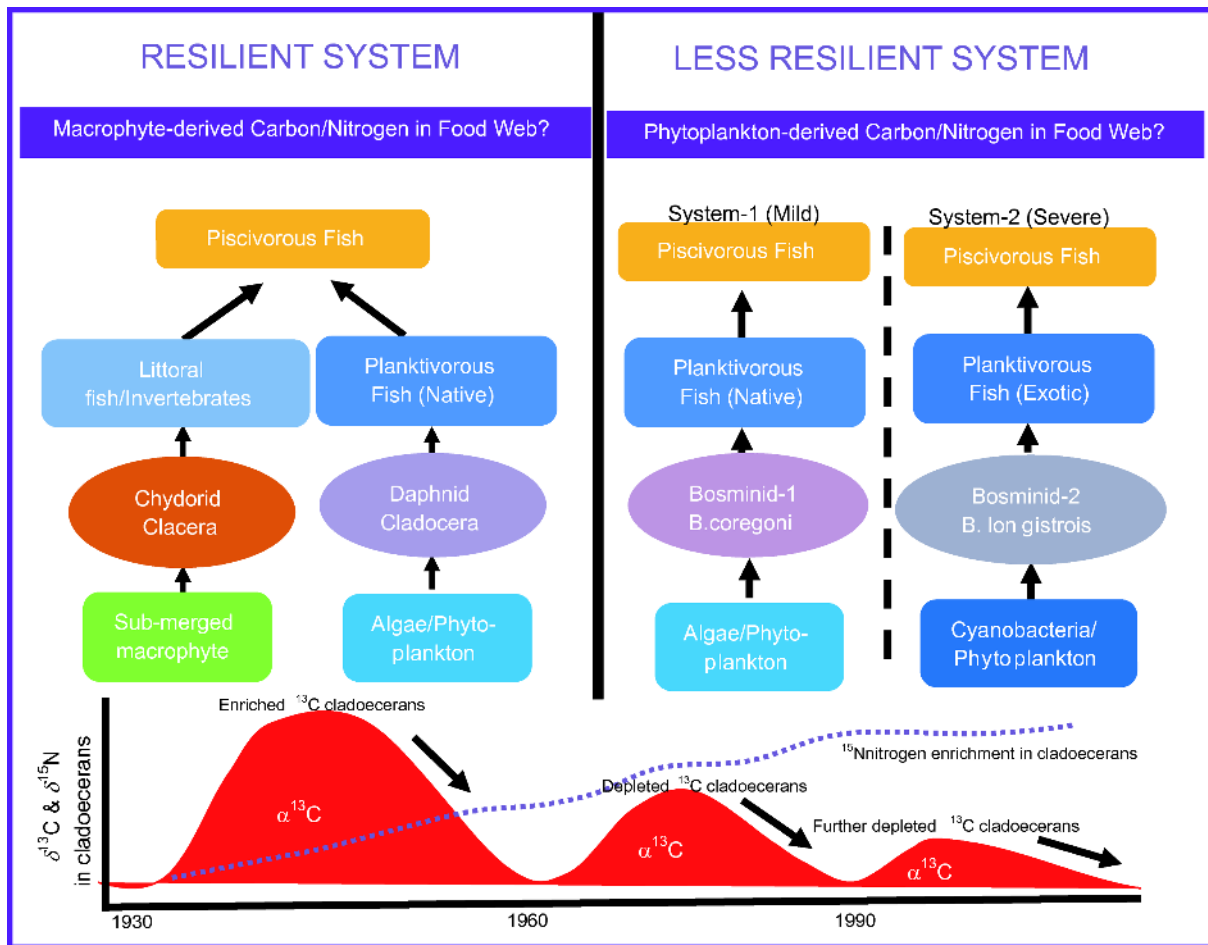 RESILIENT SYSTEM
LESS RESILIENT SYSTEM
Macrophyte-derived Carbon/Nitrogen in Food Web?
Phytoplankton-derived Carbon/Nitrogen in Food Web?
System-1 (Mild)
System-2 (Severe)
Piscivorous Fish
Piscivorous Fish
Piscivorous Fish
Littoral
fish/Invertebrates
Planktivorous
Fish (Native)
Planktivorous
Fish (Native)
Planktivorous
Fish (Exotic)
Chydorid
Clacera
Daphnid
Cladocera
Bosminid-1
B.coregoni
Bosminid-2
B. lon gistrois
Sub-merged
macrophyte
Algae/Phyto-
plankton
Algae/Phyto-
plankton
Cyanobacteria/
Phyto plankton
δ¹³C & δ¹⁵N
in cladoecerans
Enriched ¹³C cladoecerans
¹⁵Nnitrogen enrichment in cladoecerans
Depleted ¹³C cladoecerans
Further depleted ¹³C cladoecerans
α¹³C
α¹³C
α¹³C
1930
1960
1990